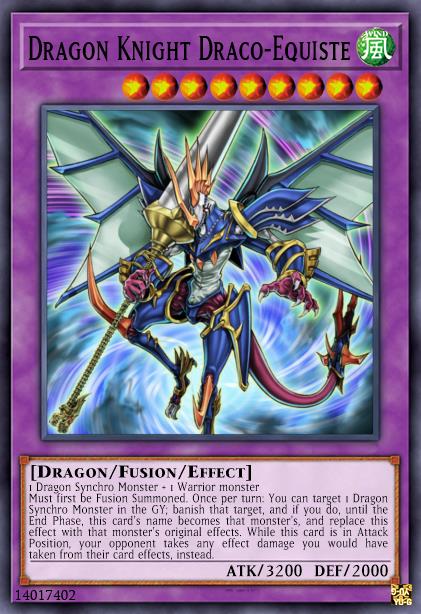 Dragon Knight Draco-Equiste
WIND
風
[Dragon/Fusion/Effect]
1 Dragon Synchro Monster + 1 Warrior monster
Must first be Fusion Summoned. Once per turn: You can target 1 Dragon
Synchro Monster in the GY; banish that target, and if you do, until the
End Phase, this card's name becomes that monster's, and replace this
effect with that monster's original effects. While this card is in Attack
Position, your opponent takes any effect damage you would have
taken from their card effects, instead.
ATK/3200 DEF/2000
14017402